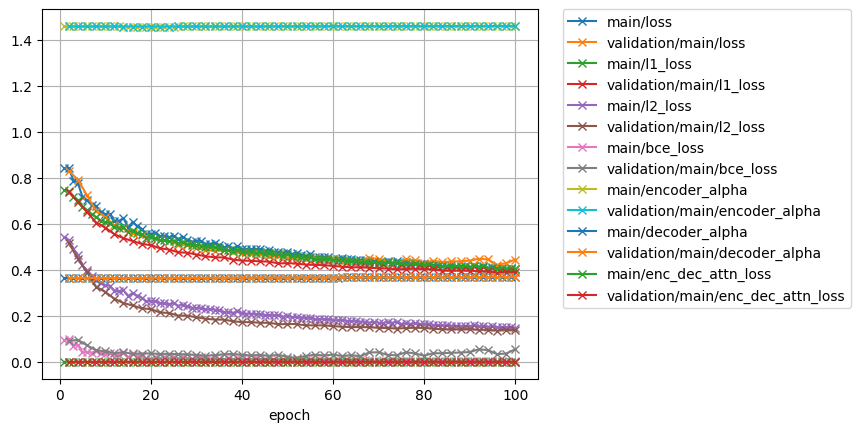 1.4
1.2
1.0
0.8
0.6
0.4
0.2
0.0
0
20
40
60
80
100
epoch
main/loss
validation/main/loss
main/l1_loss
validation/main/l1_loss
main/l2_loss
validation/main/l2_loss
main/bce_loss
validation/main/bce_loss
main/encoder_alpha
validation/main/encoder_alpha
main/decoder_alpha
validation/main/decoder_alpha
main/enc_dec_attn_loss
validation/main/enc_dec_attn_loss